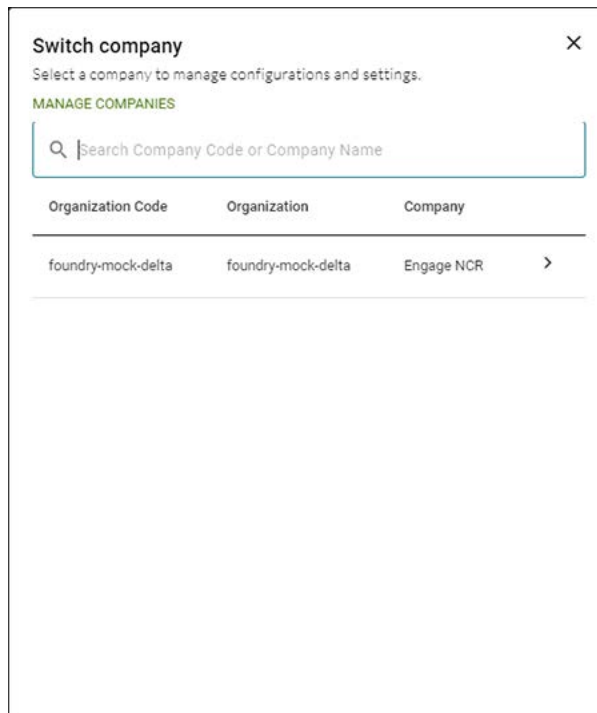 Switch company
Select a company to manage configurations and settings.
MANAGE COMPANIES
Search Company Code or Company Name
Organization Code Organization Company
foundry-mock-delta foundry-mock-delta Engage NCR